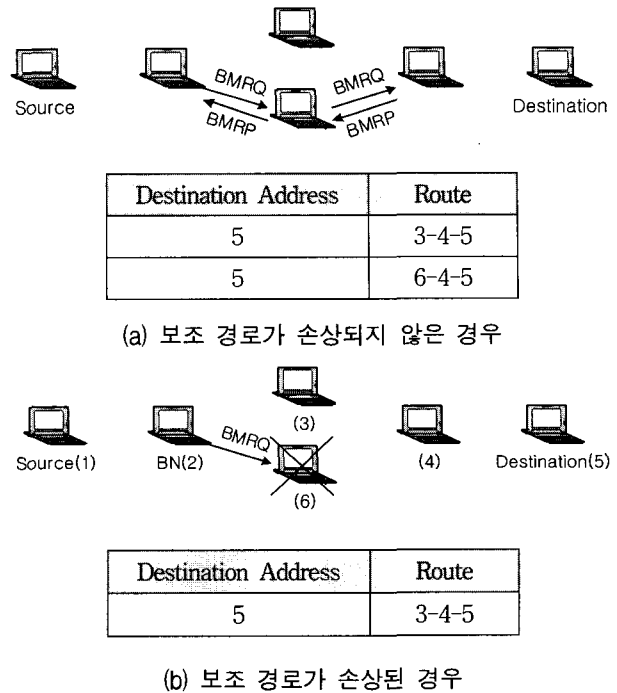 Source
BMRQ
BMRP
BMRQ
BMRP
Destination
Destination Address Route
5 3-4-5
5 6-4-5
(a) 보조 경로가 손상되지 않은 경우
(3)
Source(1) BN(2) BMRQ (4) Destination(5)
(6)
Destination Address Route
5 3-4-5
(b) 보조 경로가 손상된 경우